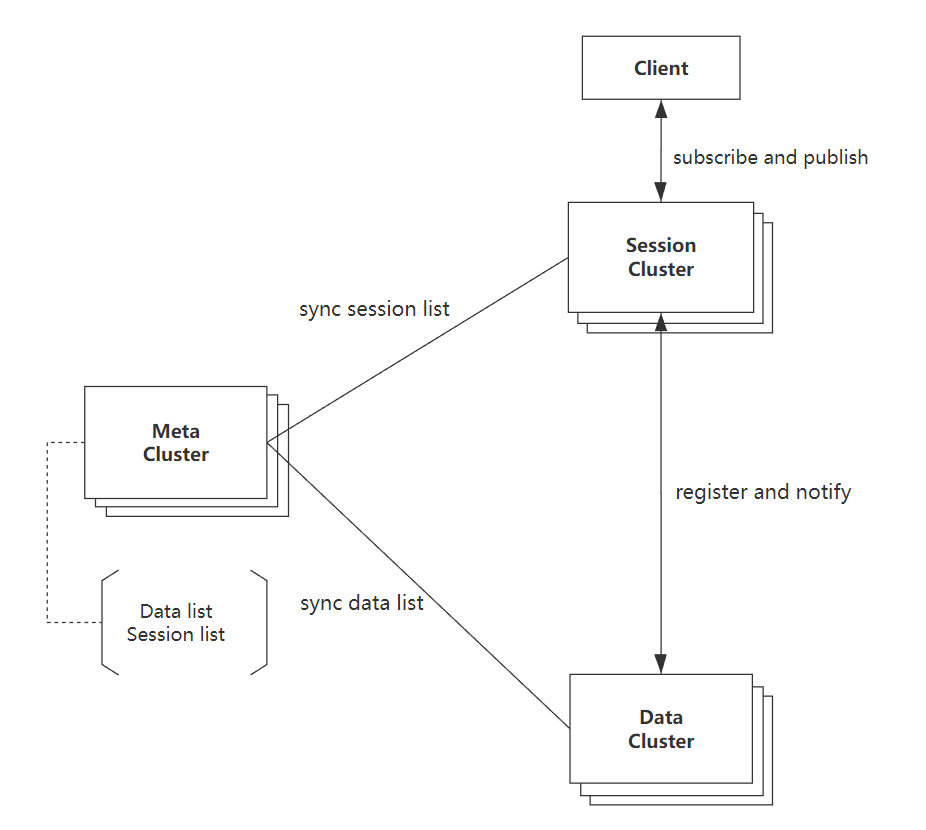 Client
subscribe and publish
Session
Cluster
sync session list
Meta
Cluster
register and notify
sync data list
Data list
Session list
Data
Cluster